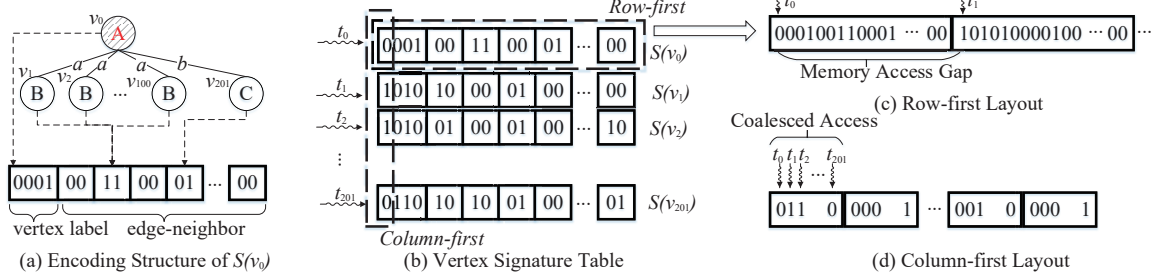 v0
A
a a a b
v1 v2 v100 v201
B B ··· B C
0001 00 11 00 01 ··· 00
vertex label edge-neighbor
(a) Encoding Structure of S(v0)
Row-first
t0 0001 00 11 00 01 ··· 00 S(v0)
t1 1010 10 00 01 00 ··· 00 S(v1)
t2 1010 01 00 01 00 ··· 10 S(v2)
⋮
t201 0110 10 10 01 00 ··· 01 S(v201)
Column-first
(b) Vertex Signature Table
t0 t1
000100110001 ··· 00 101010000100 ··· 00 ···
Memory Access Gap
(c) Row-first Layout
Coalesced Access
t0 t1 t2 ··· t201
011 0 000 1 ··· 001 0 000 1
(d) Column-first Layout